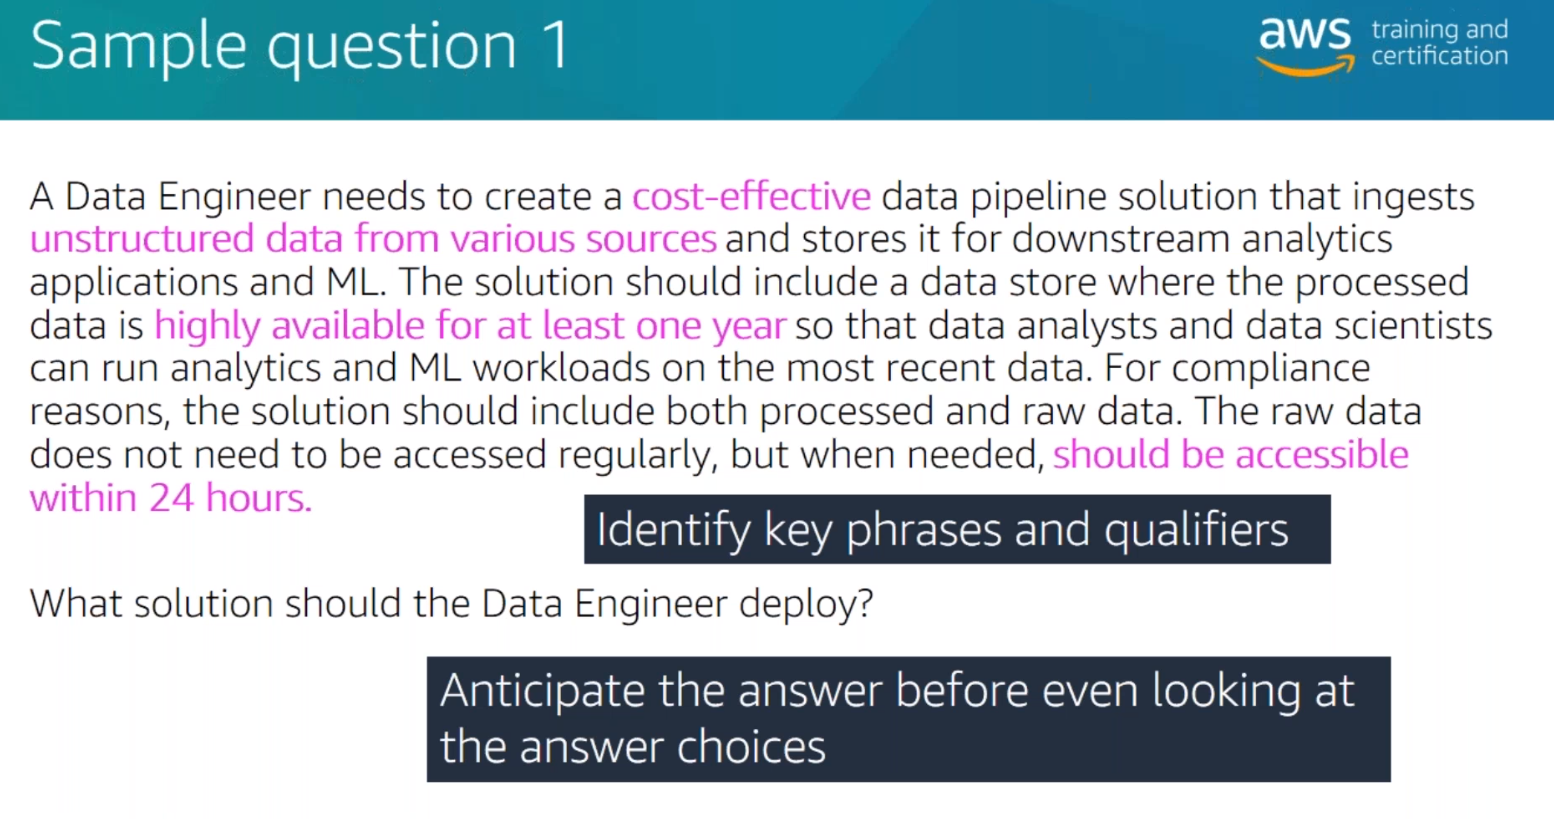 Sample question 1
aws training and
certification
A Data Engineer needs to create a cost-effective data pipeline solution that ingests
unstructured data from various sources and stores it for downstream analytics
applications and ML. The solution should include a data store where the processed
data is highly available for at least one year so that data analysts and data scientists
can run analytics and ML workloads on the most recent data. For compliance
reasons, the solution should include both processed and raw data. The raw data
does not need to be accessed regularly, but when needed, should be accessible
within 24 hours.
Identify key phrases and qualifiers
What solution should the Data Engineer deploy?
Anticipate the answer before even looking at
the answer choices